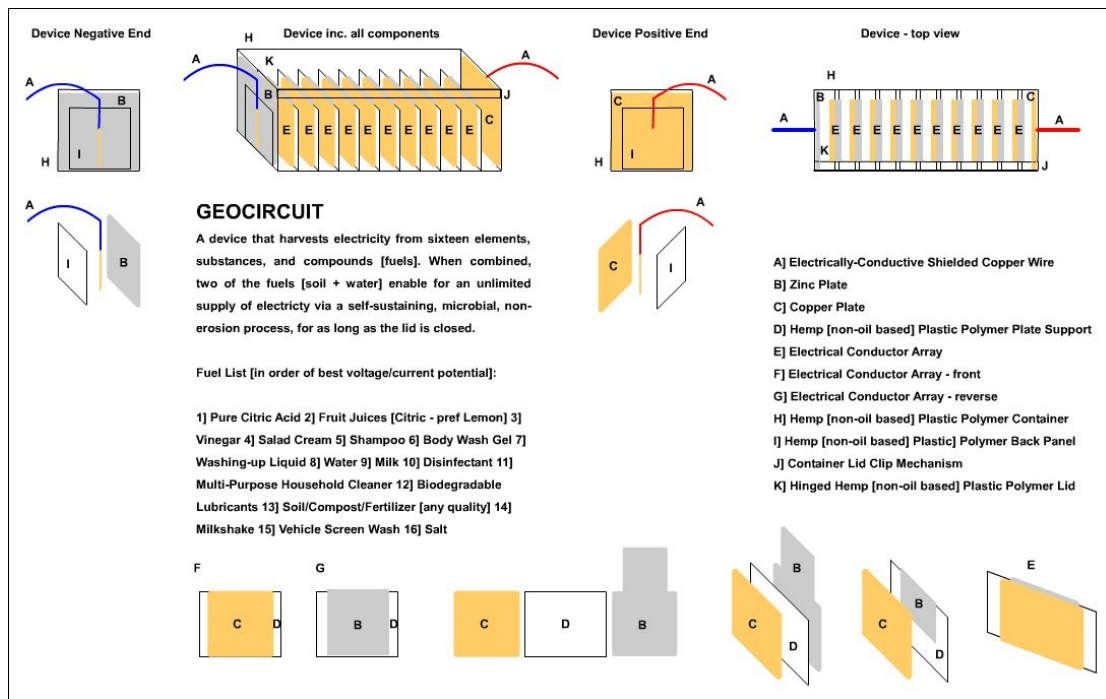 Device Negative End
Device inc. all components
Device Positive End
Device - top view
A
B
I
H
H
K
A
B
E E E E E E E E E
C
J
A
C
A
I
H
H
A
B
C
A
E E E E E E E E E
K
J
A
I
B
A
C
I
GEOCIRCUIT
A device that harvests electricity from sixteen elements,
substances, and compounds [fuels]. When combined,
two of the fuels [soil + water] enable for an unlimited
supply of electricty via a self-sustaining, microbial, non-
erosion process, for as long as the lid is closed.
Fuel List [in order of best voltage/current potential]:
1] Pure Citric Acid 2] Fruit Juices [Citric - pref Lemon] 3]
Vinegar 4] Salad Cream 5] Shampoo 6] Body Wash Gel 7]
Washing-up Liquid 8] Water 9] Milk 10] Disinfectant 11]
Multi-Purpose Household Cleaner 12] Biodegradable
Lubricants 13] Soil/Compost/Fertilizer [any quality] 14]
Milkshake 15] Vehicle Screen Wash 16] Salt
A] Electrically-Conductive Shielded Copper Wire
B] Zinc Plate
C] Copper Plate
D] Hemp [non-oil based] Plastic Polymer Plate Support
E] Electrical Conductor Array
F] Electrical Conductor Array - front
G] Electrical Conductor Array - reverse
H] Hemp [non-oil based] Plastic Polymer Container
I] Hemp [non-oil based] Plastic] Polymer Back Panel
J] Container Lid Clip Mechanism
K] Hinged Hemp [non-oil based] Plastic Polymer Lid
F
C
D
G
B
D
C
D
B
B
C
D
B
C
D
E